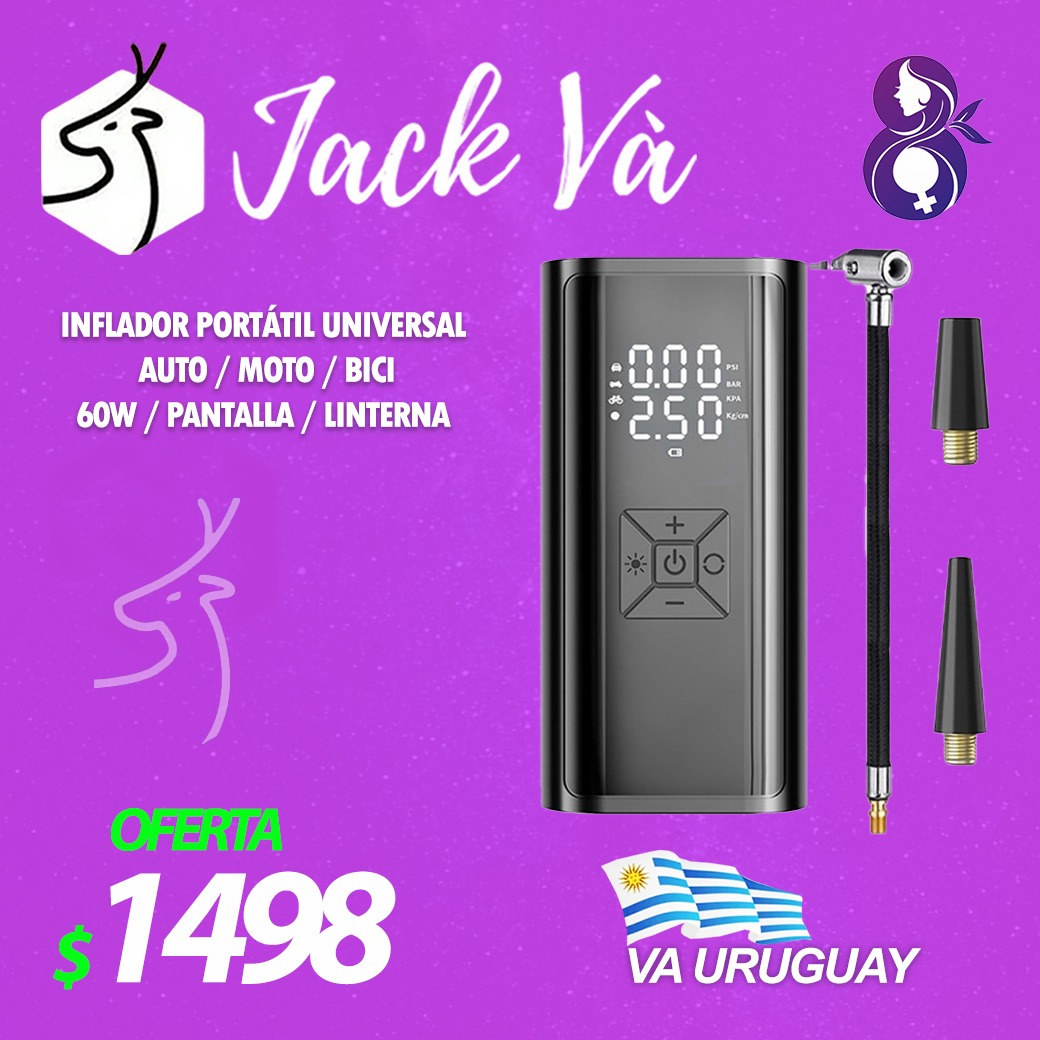 Jack Và
INFLADOR PORTÁTIL UNIVERSAL
AUTO / MOTO / BICI
60W / PANTALLA / LINTERNA
0.00 PSI
BAR
2.50 KPA
Kg/cm
OFERTA
$ 1498
VA URUGUAY